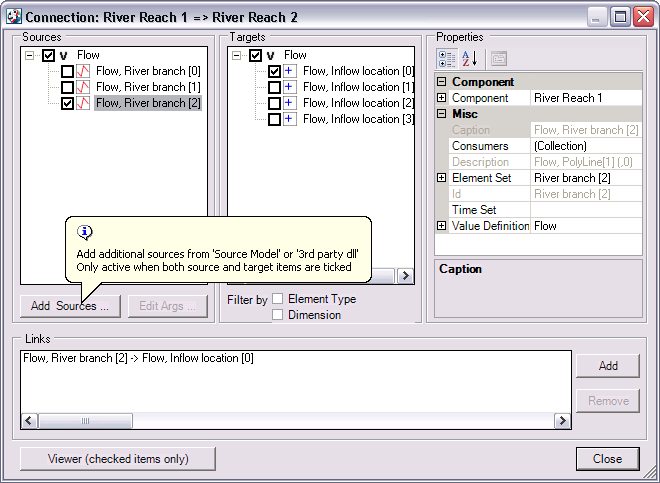 Connection: River Reach 1 => River Reach 2
Sources
Flow
Flow, River branch [0]
Flow, River branch [1]
Flow, River branch [2]
Add additional sources from 'Source Model' or '3rd party dll'
Only active when both source and target items are ticked
Add Sources ...
Edit Args ...
Targets
Flow
Flow, Inflow location [0]
Flow, Inflow location [1]
Flow, Inflow location [2]
Flow, Inflow location [3]
Filter by
Element Type
Dimension
Properties
Component
Component River Reach 1
Misc
Caption Flow, River branch [2]
Consumers (Collection)
Description Flow, PolyLine[1] (,0)
Element Set River branch [2]
Id River branch [2]
Time Set
Value Definition Flow
Caption
Links
Flow, River branch [2] -> Flow, Inflow location [0]
Add
Remove
Viewer (checked items only)
Close